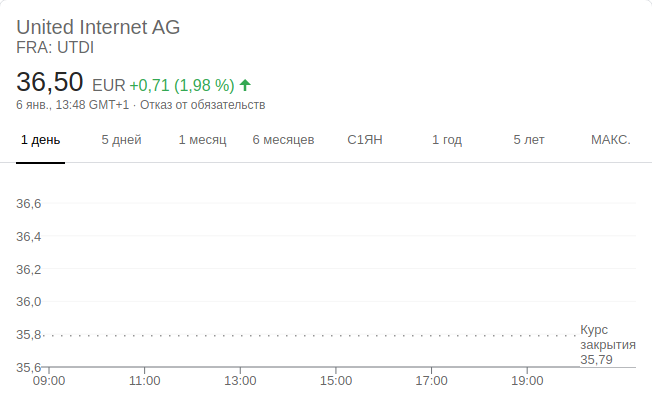 United Internet AG
FRA: UTDI
36,50 EUR +0,71 (1,98 %)
6 янв., 13:48 GMT+1 · Отказ от обязательств
1 день 5 дней 1 месяц 6 месяцев С1ЯН 1 год 5 лет МАКС.
36,6
36,4
36,2
36,0
35,8
Курс
закрытия
35,79
35,6
09:00 11:00 13:00 15:00 17:00 19:00